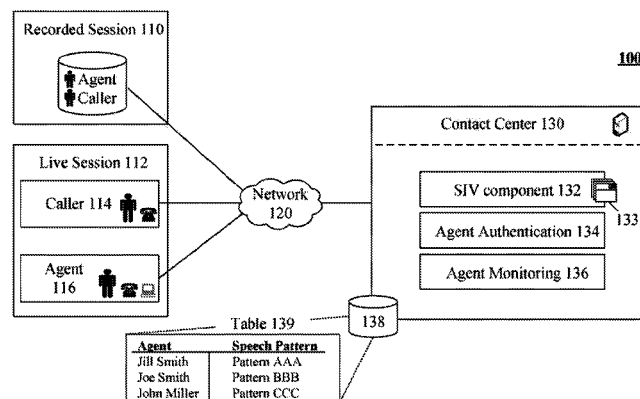 Recorded Session 110
Agent
Caller
100
Live Session 112
Caller 114
Agent
116
Network
120
Contact Center 130
SIV component 132
133
Agent Authentication 134
Agent Monitoring 136
138
Table 139
Agent Speech Pattern
Jill Smith Pattern AAA
Joe Smith Pattern BBB
John Miller Pattern CCC